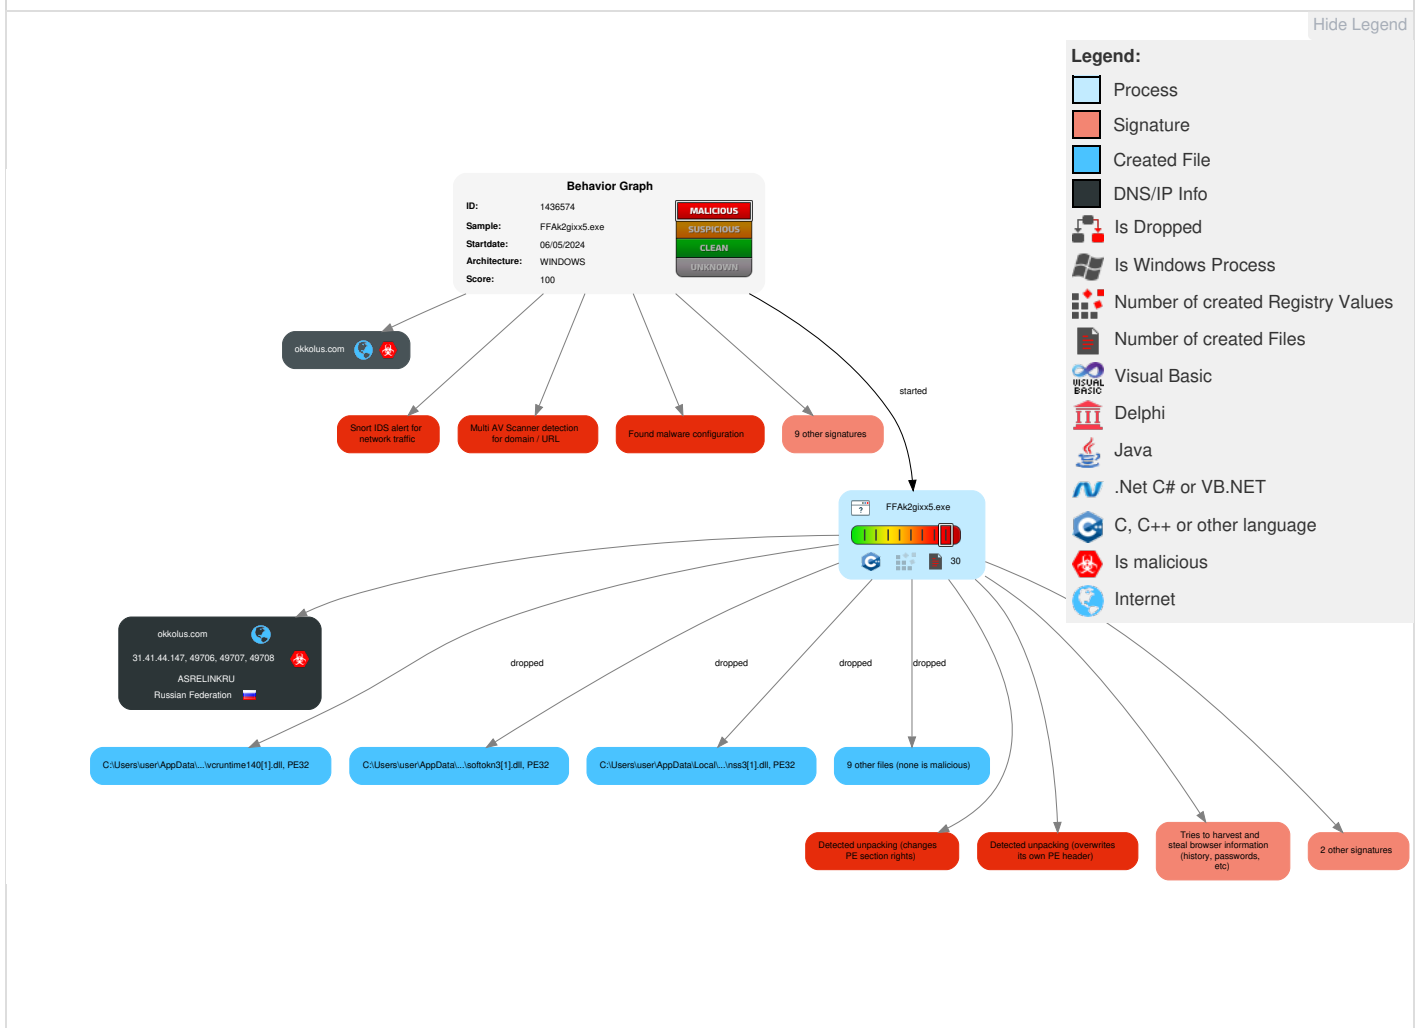 Hide Legend
Legend:
Process
Signature
Created File
DNS/IP Info
Is Dropped
Is Windows Process
Number of created Registry Values
Number of created Files
VISUAL
BASIC
Visual Basic
Delphi
Java
.Net C# or VB.NET
C, C++ or other language
Is malicious
Internet
Behavior Graph
ID: 1436574
Sample: FFAk2gixx5.exe
Startdate: 06/05/2024
Architecture: WINDOWS
Score: 100
MALICIOUS
SUSPICIOUS
CLEAN
UNKNOWN
okkolus.com
started
Snort IDS alert for
network traffic
Multi AV Scanner detection
for domain / URL
Found malware configuration
9 other signatures
FFAk2gixx5.exe
30
okkolus.com
31.41.44.147, 49706, 49707, 49708
ASRELINKRU
Russian Federation
dropped
dropped
dropped
dropped
C:\Users\user\AppData\...\vcruntime140[1].dll, PE32
C:\Users\user\AppData\...\softokn3[1].dll, PE32
C:\Users\user\AppData\Local\...\nss3[1].dll, PE32
9 other files (none is malicious)
Detected unpacking (changes
PE section rights)
Detected unpacking (overwrites
its own PE header)
Tries to harvest and
steal browser information
(history, passwords,
etc)
2 other signatures